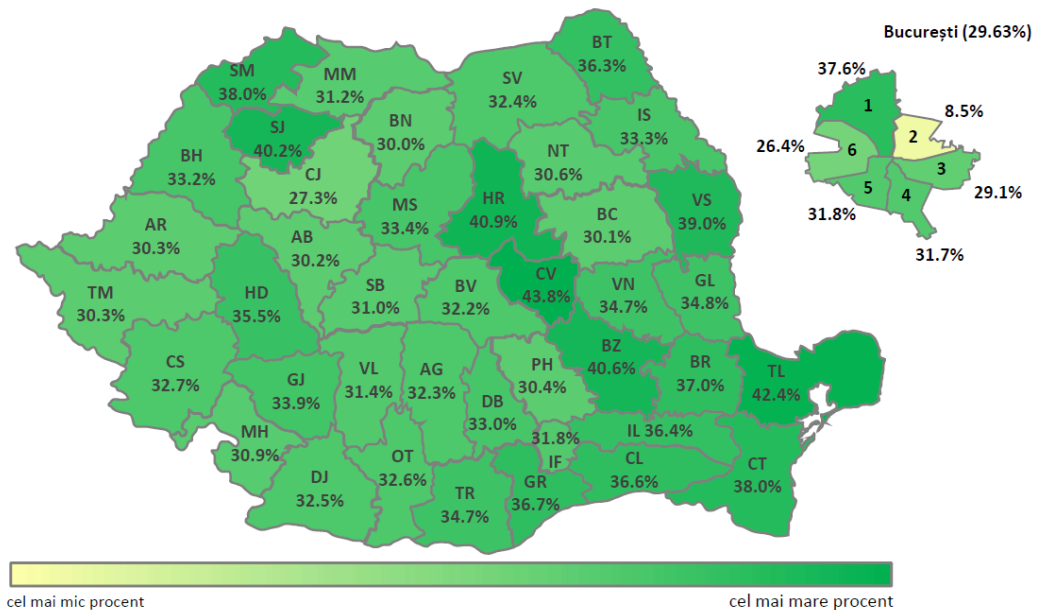 București (29.63%)
37.6%
1
8.5%
2
26.4%
6
3
29.1%
5
4
31.8%
31.7%
BT
36.3%
SM
38.0%
MM
31.2%
SV
32.4%
SJ
40.2%
BN
30.0%
IS
33.3%
BH
33.2%
CJ
27.3%
NT
30.6%
MS
33.4%
HR
40.9%
BC
30.1%
VS
39.0%
AR
30.3%
AB
30.2%
TM
30.3%
HD
35.5%
SB
31.0%
BV
32.2%
CV
43.8%
VN
34.7%
GL
34.8%
CS
32.7%
GJ
33.9%
VL
31.4%
AG
32.3%
PH
30.4%
BZ
40.6%
BR
37.0%
TL
42.4%
DB
33.0%
MH
30.9%
31.8%
IF
IL 36.4%
DJ
32.5%
OT
32.6%
TR
34.7%
GR
36.7%
CL
36.6%
CT
38.0%
cel mai mic procent
cel mai mare procent